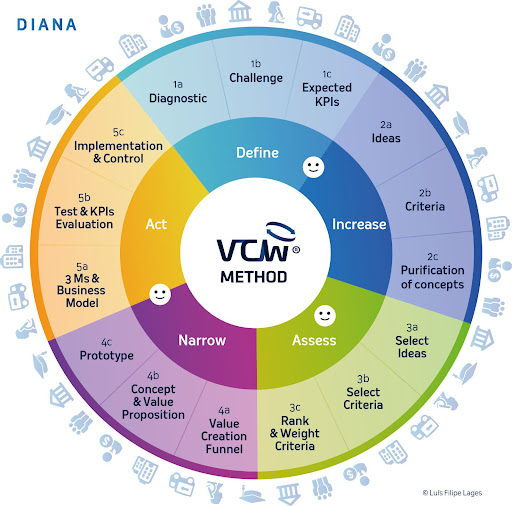 DIANA
1a
Diagnostic
1b
Challenge
1c
Expected
KPIs
2a
Ideas
2b
Criteria
2c
Purification
of concepts
3a
Select
Ideas
3b
Select
Criteria
3c
Rank
& Weight
Criteria
4a
Value
Creation
Funnel
4b
Concept
& Value
Proposition
4c
Prototype
5a
3 Ms &
Business
Model
5b
Test & KPIs
Evaluation
5c
Implementation
& Control
Define
Increase
Assess
Narrow
Act
VCW®
METHOD
© Luís Filipe Lages